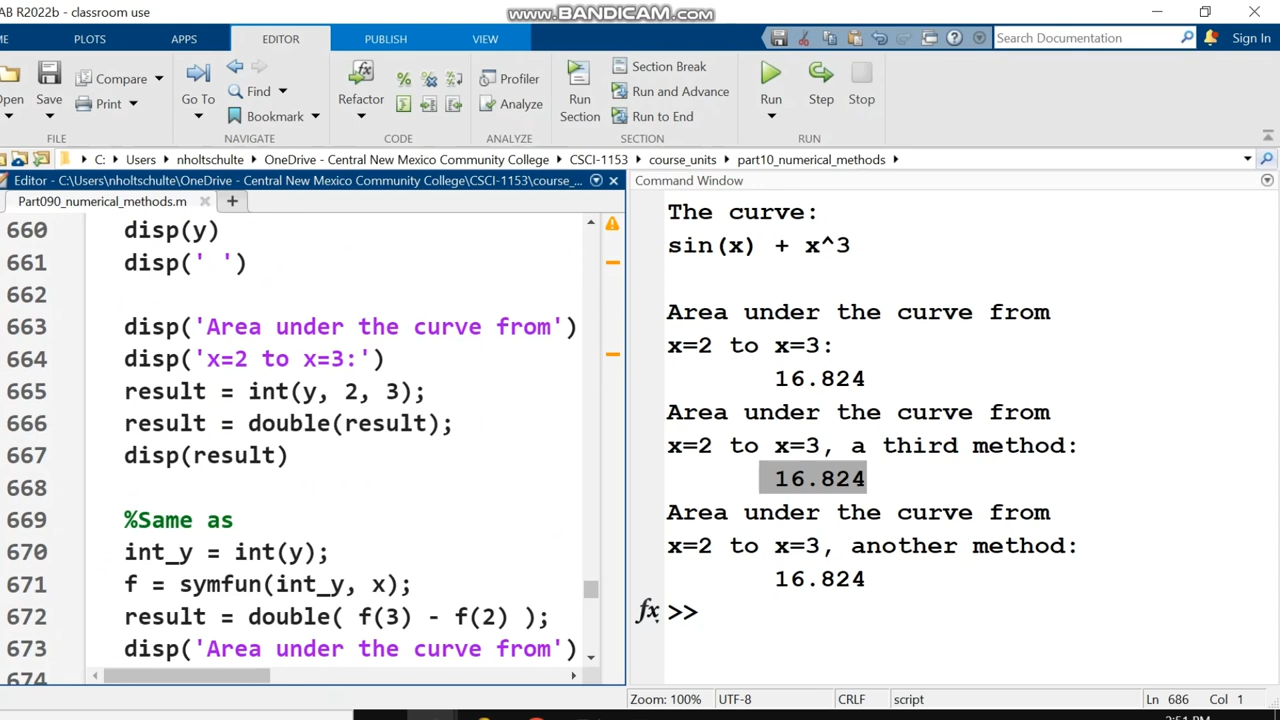 AB R2022b - classroom use
www.BANDICAM.com
ME PLOTS APPS EDITOR PUBLISH VIEW
Search Documentation
Sign In
Open
Save
Compare
Print
FILE
Go To
Find
Bookmark
NAVIGATE
Refactor
CODE
Profiler
Analyze
ANALYZE
Run Section
Section Break
Run and Advance
Run to End
SECTION
Run
Step
Stop
RUN
C: Users nholtschulte OneDrive - Central New Mexico Community College CSCI-1153 course_units part10_numerical_methods
Editor - C:\Users\nholtschulte\OneDrive - Central New Mexico Community College\CSCI-1153\course_...
Part090_numerical_methods.m
660 disp(y)
661 disp(' ')
662
663 disp('Area under the curve from')
664 disp('x=2 to x=3:')
665 result = int(y, 2, 3);
666 result = double(result);
667 disp(result)
668
669 %Same as
670 int_y = int(y);
671 f = symfun(int_y, x);
672 result = double( f(3) - f(2) );
673 disp('Area under the curve from')
674
Command Window
The curve:
sin(x) + x^3
Area under the curve from
x=2 to x=3:
16.824
Area under the curve from
x=2 to x=3, a third method:
16.824
Area under the curve from
x=2 to x=3, another method:
16.824
fx >>
Zoom: 100% UTF-8 CRLF script Ln 686 Col 1
2:51 PM